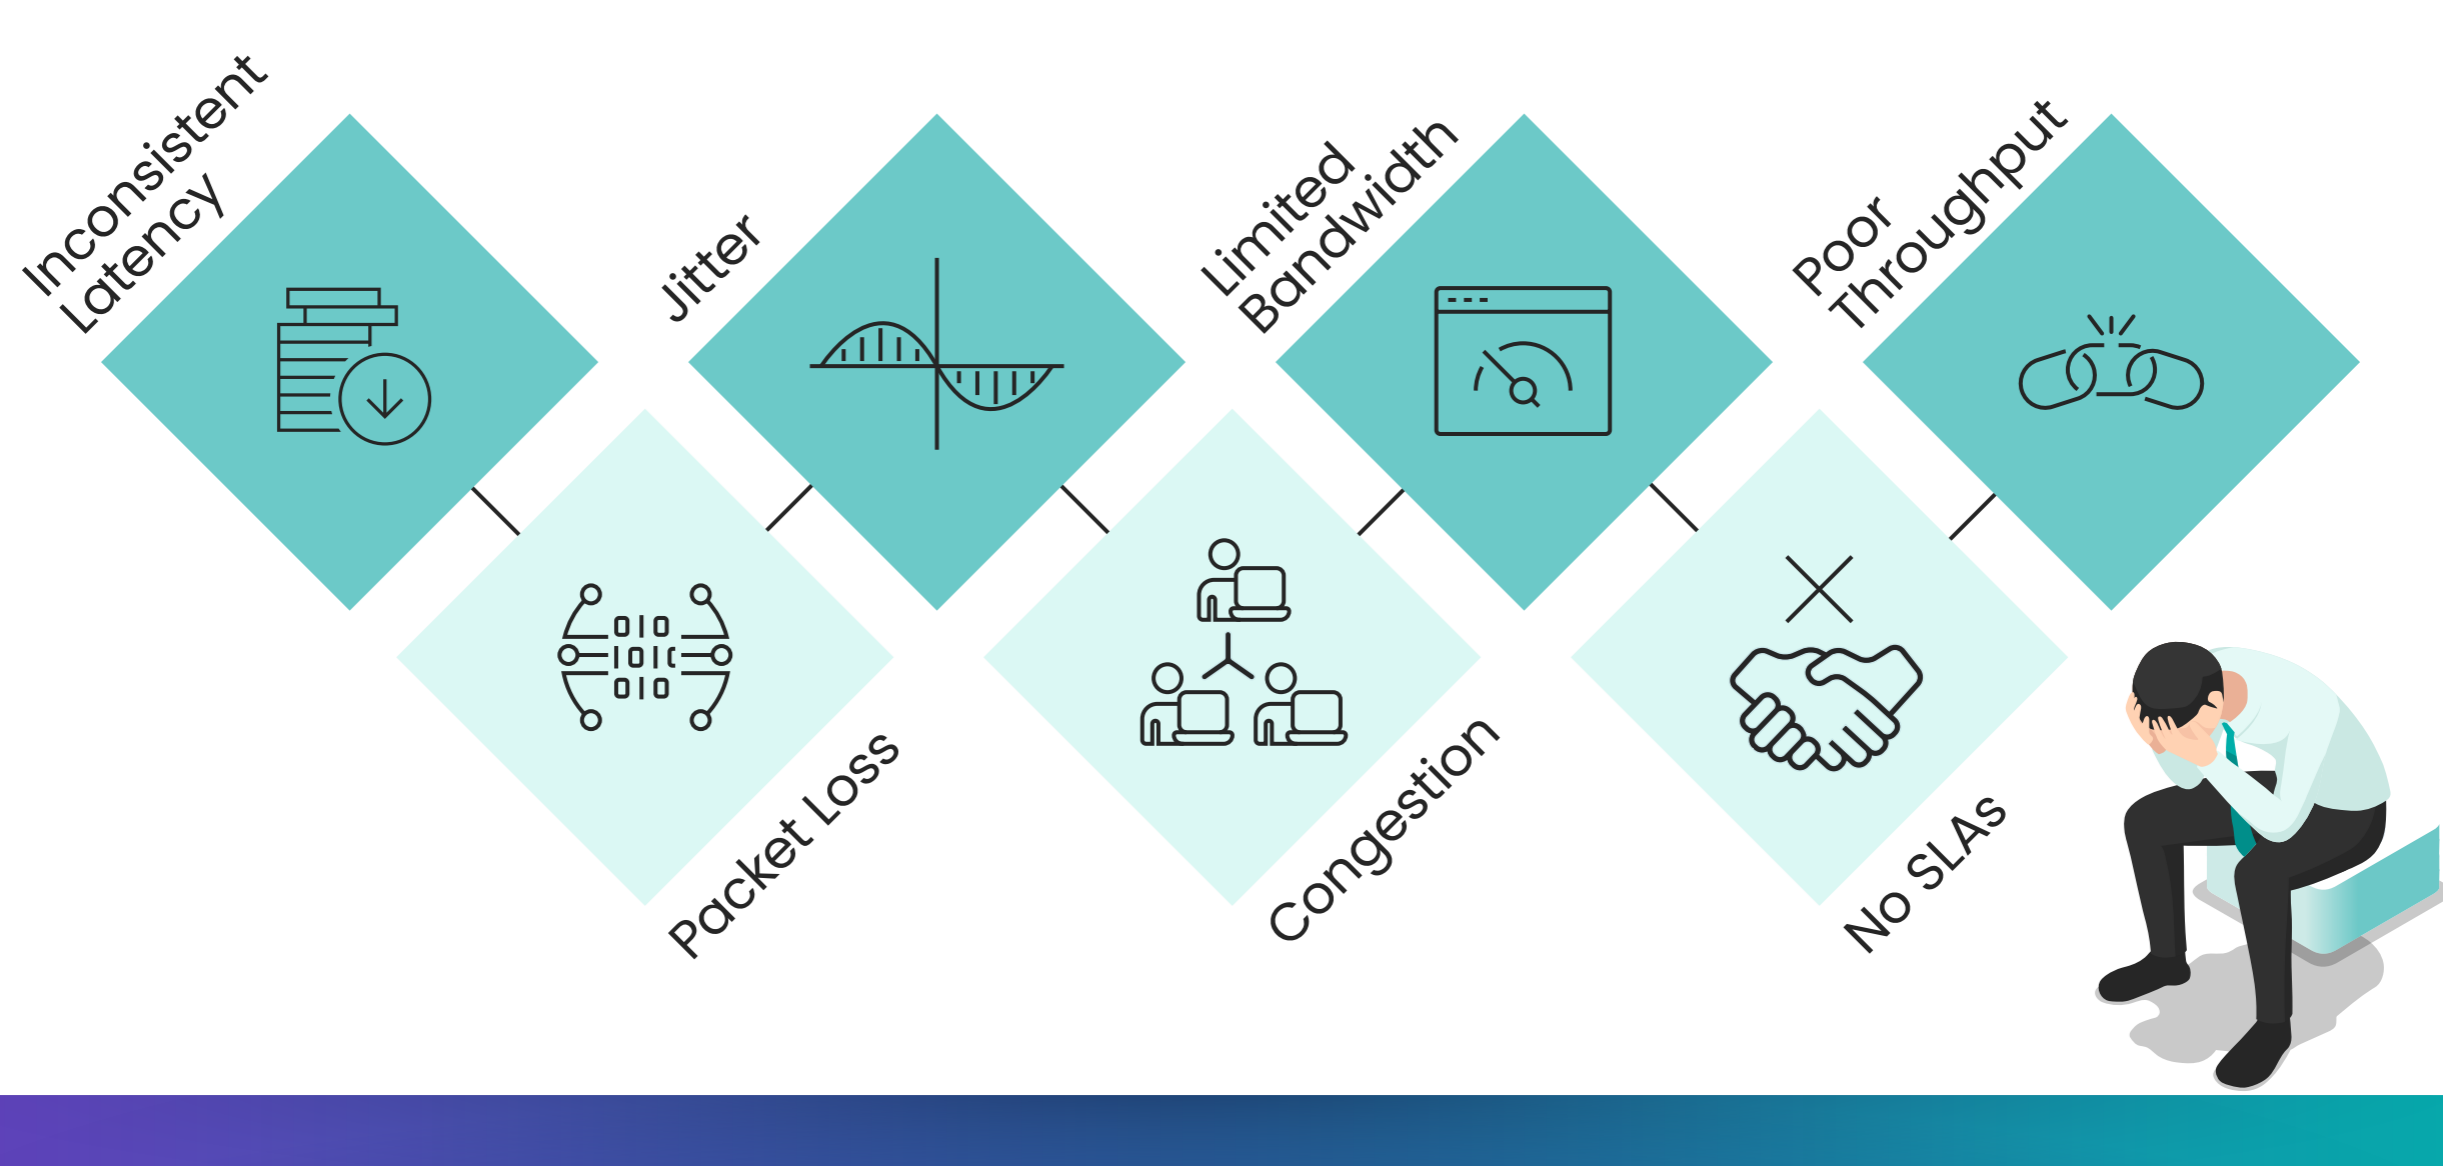 Inconsistent
Latency
Packet Loss
Jitter
Congestion
Limited
Bandwidth
No SLAs
Poor
Throughput